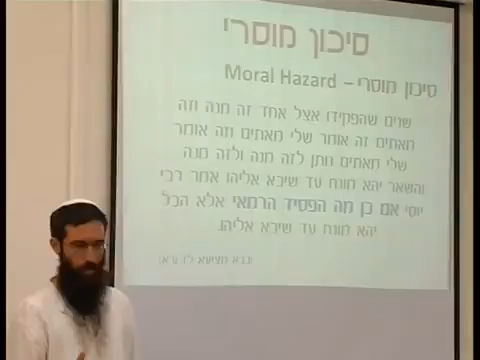 סיכון מוסרי
סיכון מוסרי – Moral Hazard
שנים שהפקידו אצל אחד זה מנה וזה
מאתים זה אומר שלי מאתים וזה אומר
שלי מאתים נותן לזה מנה ולזה מנה
והשאר יהא מונח עד שיבא אליהו אמר רבי
יוסי אם כן מה הפסיד הרמאי אלא הכל
יהא מונח עד שיבא אליהו.
מציעא